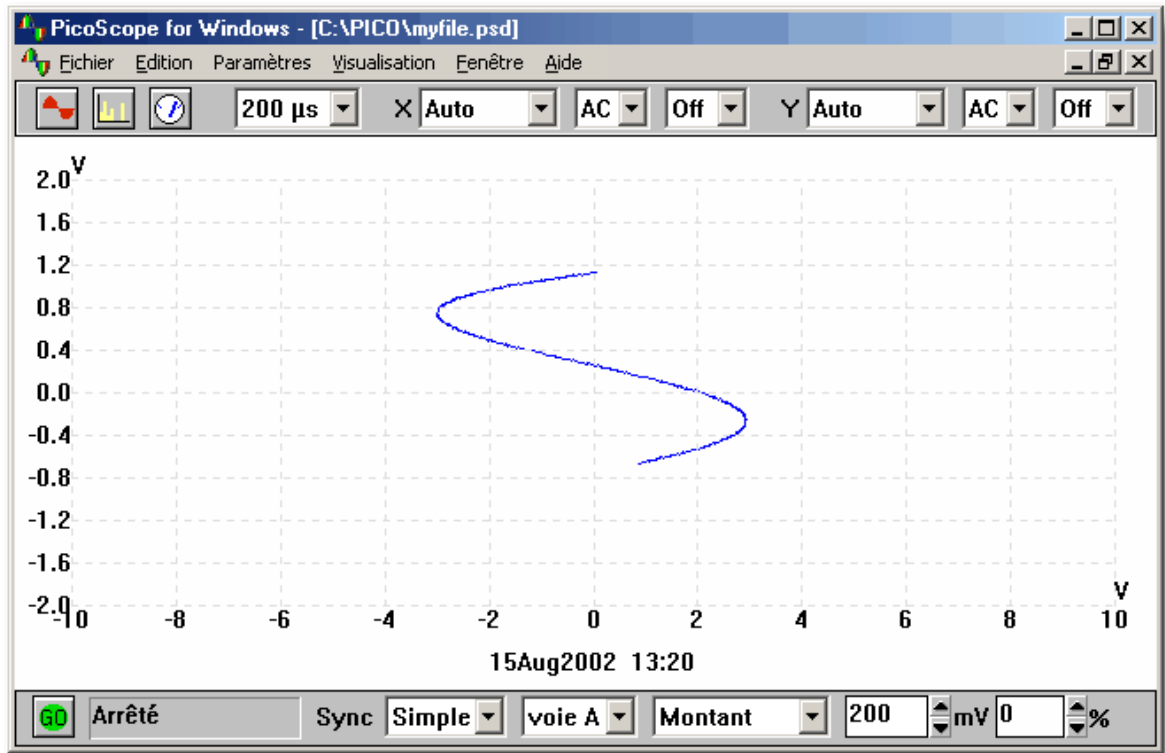 PicoScope for Windows - [C:\PICO\myfile.psd]
Fichier Edition Paramètres Visualisation Fenêtre Aide
200 µs X Auto AC Off Y Auto AC Off
V
2.0
1.6
1.2
0.8
0.4
0.0
-0.4
-0.8
-1.2
-1.6
-2.0
V
-10 -8 -6 -4 -2 0 2 4 6 8 10
15Aug2002 13:20
GO Arrêté Sync Simple voie A Montant 200 mV 0 %